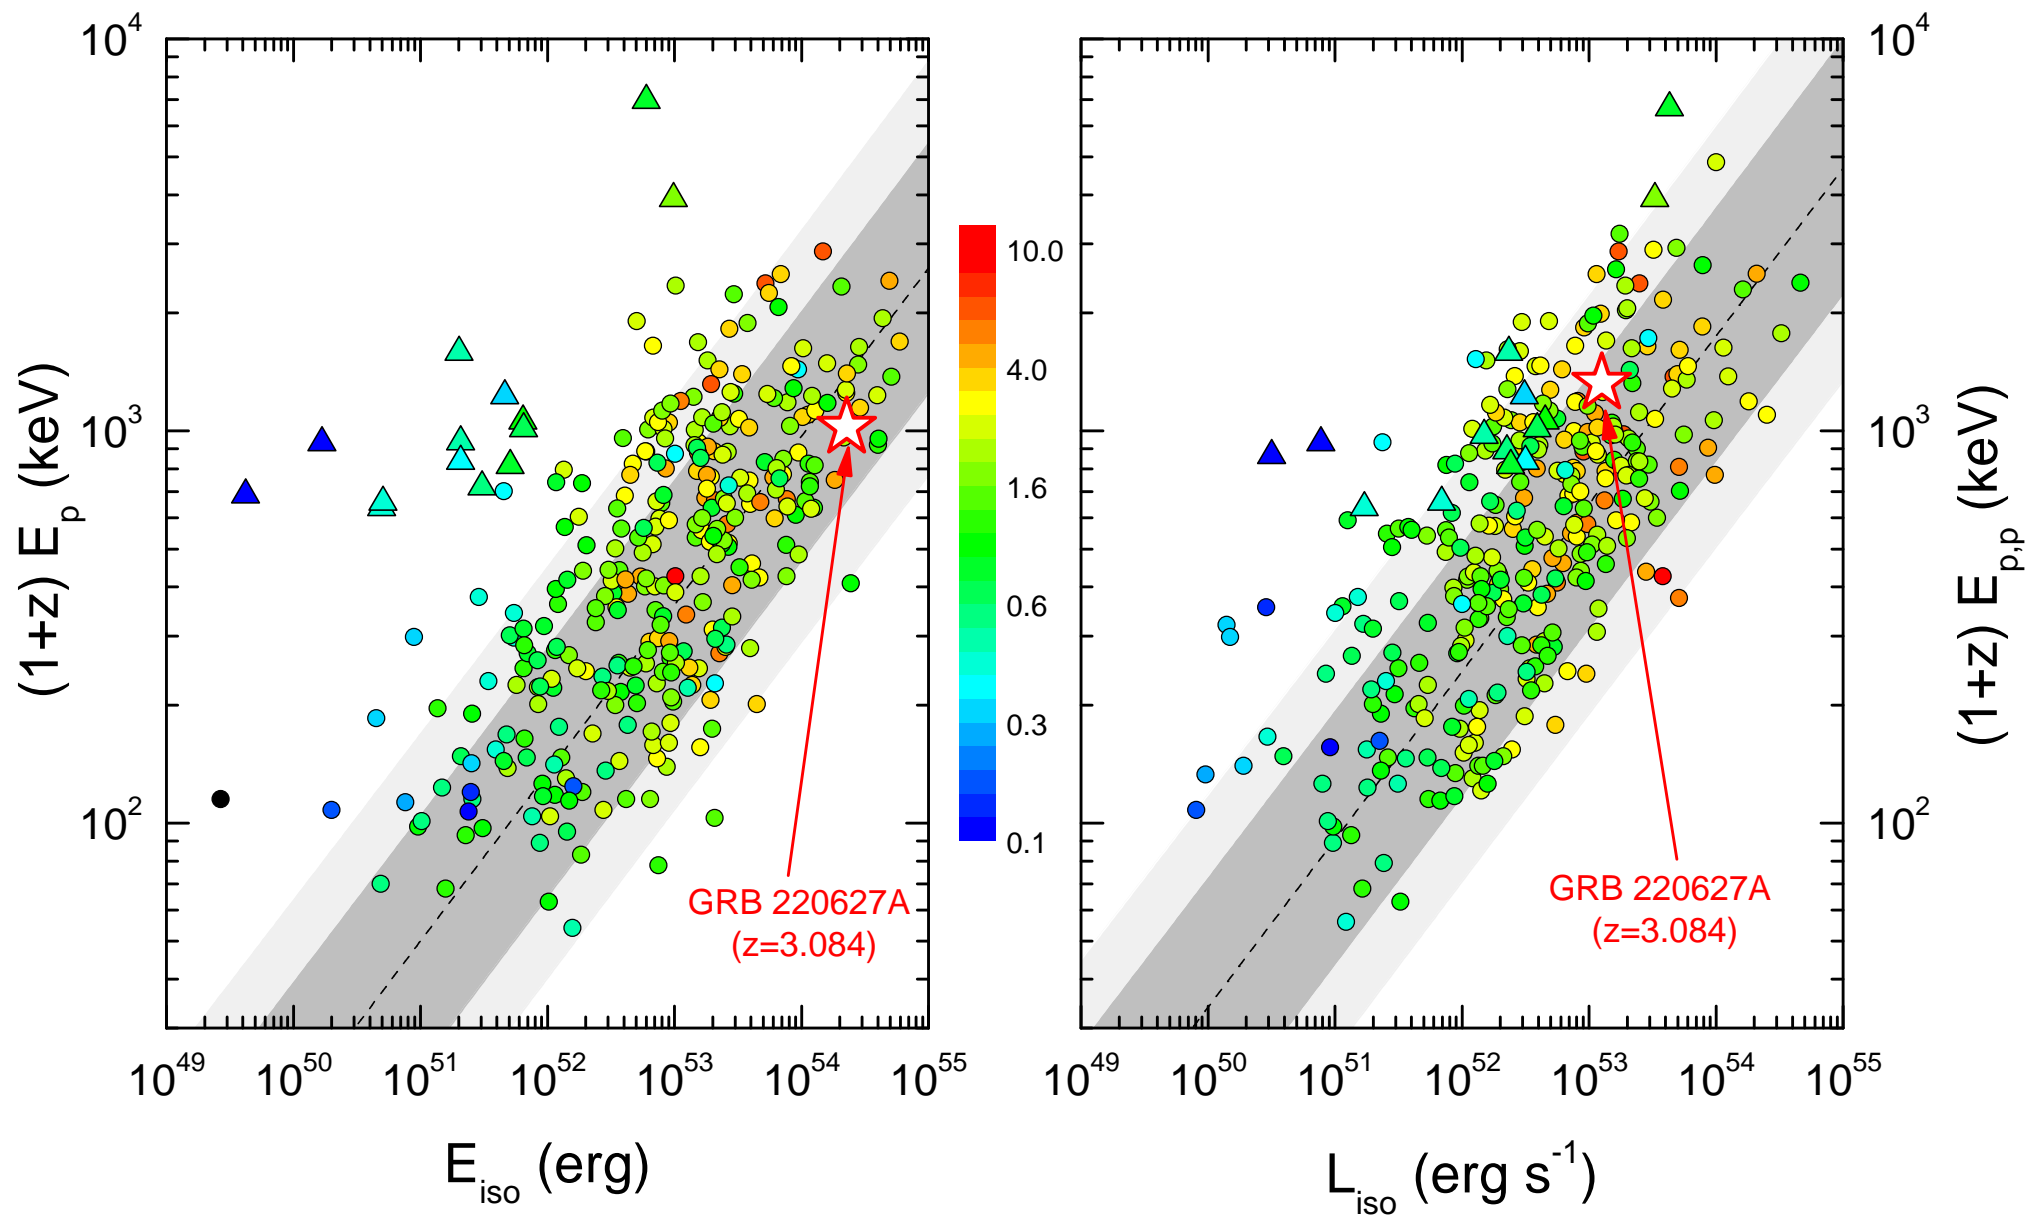 10^4
10^3
10^2
(1+z) E_p (keV)
10^49 10^50 10^51 10^52 10^53 10^54 10^55
E_iso (erg)
GRB 220627A
(z=3.084)
10.0
4.0
1.6
0.6
0.3
0.1
10^4
10^3
10^2
(1+z) E_p,p (keV)
10^49 10^50 10^51 10^52 10^53 10^54 10^55
L_iso (erg s^-1)
GRB 220627A
(z=3.084)